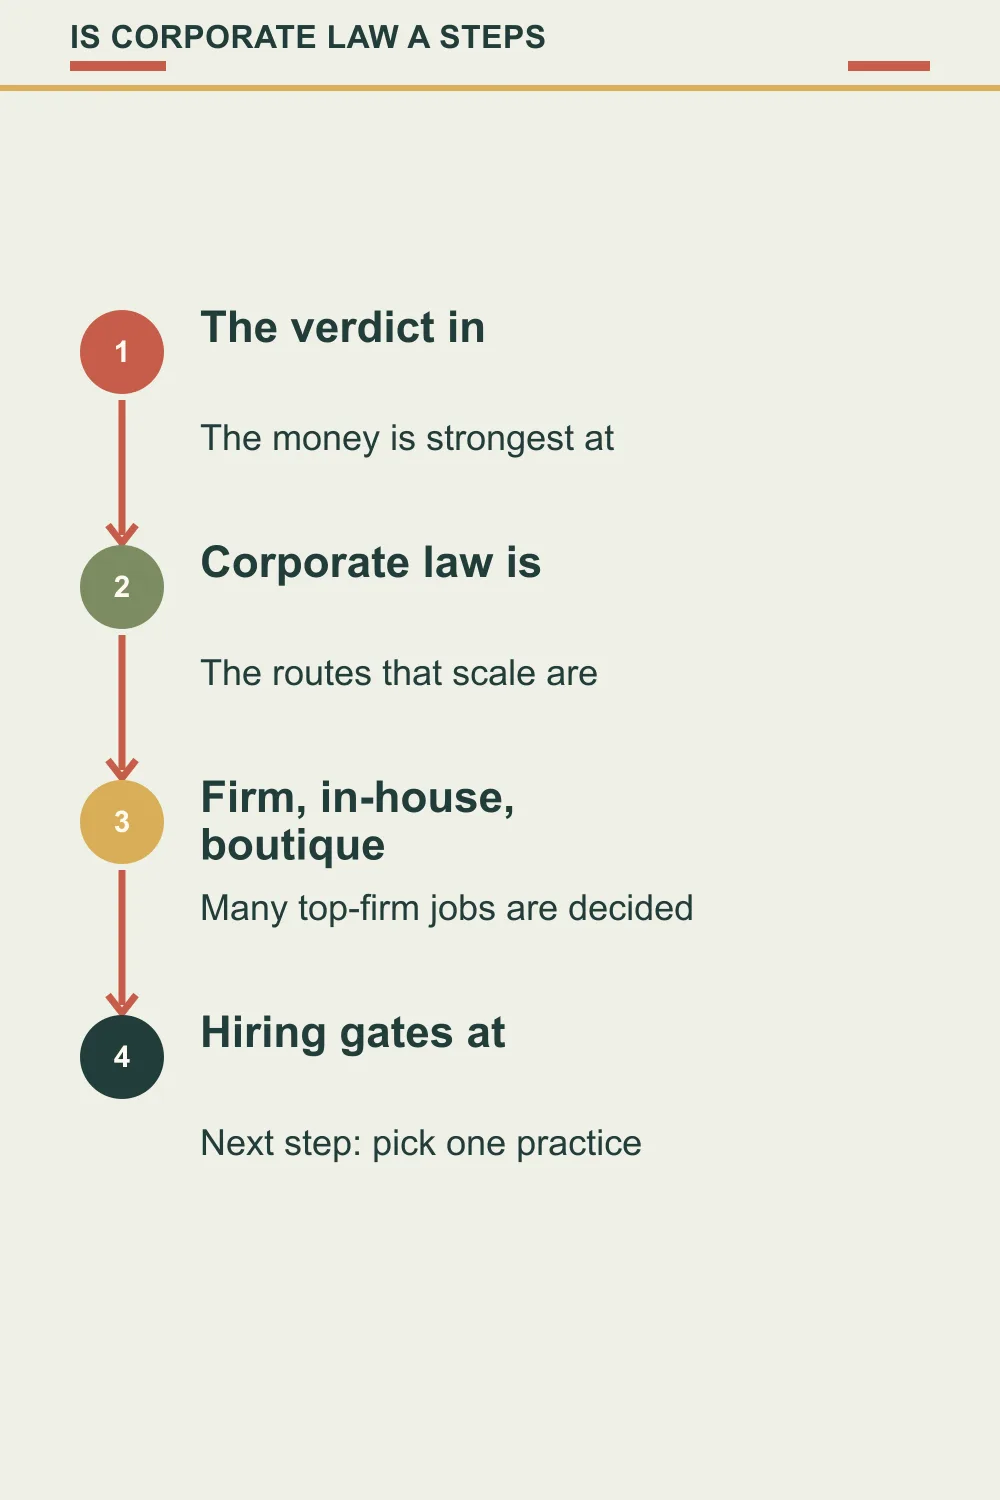 IS CORPORATE LAW A STEPS
1
The verdict in
The money is strongest at
2
Corporate law is
The routes that scale are
3
Firm, in-house,
boutique
Many top-firm jobs are decided
4
Hiring gates at
Next step: pick one practice